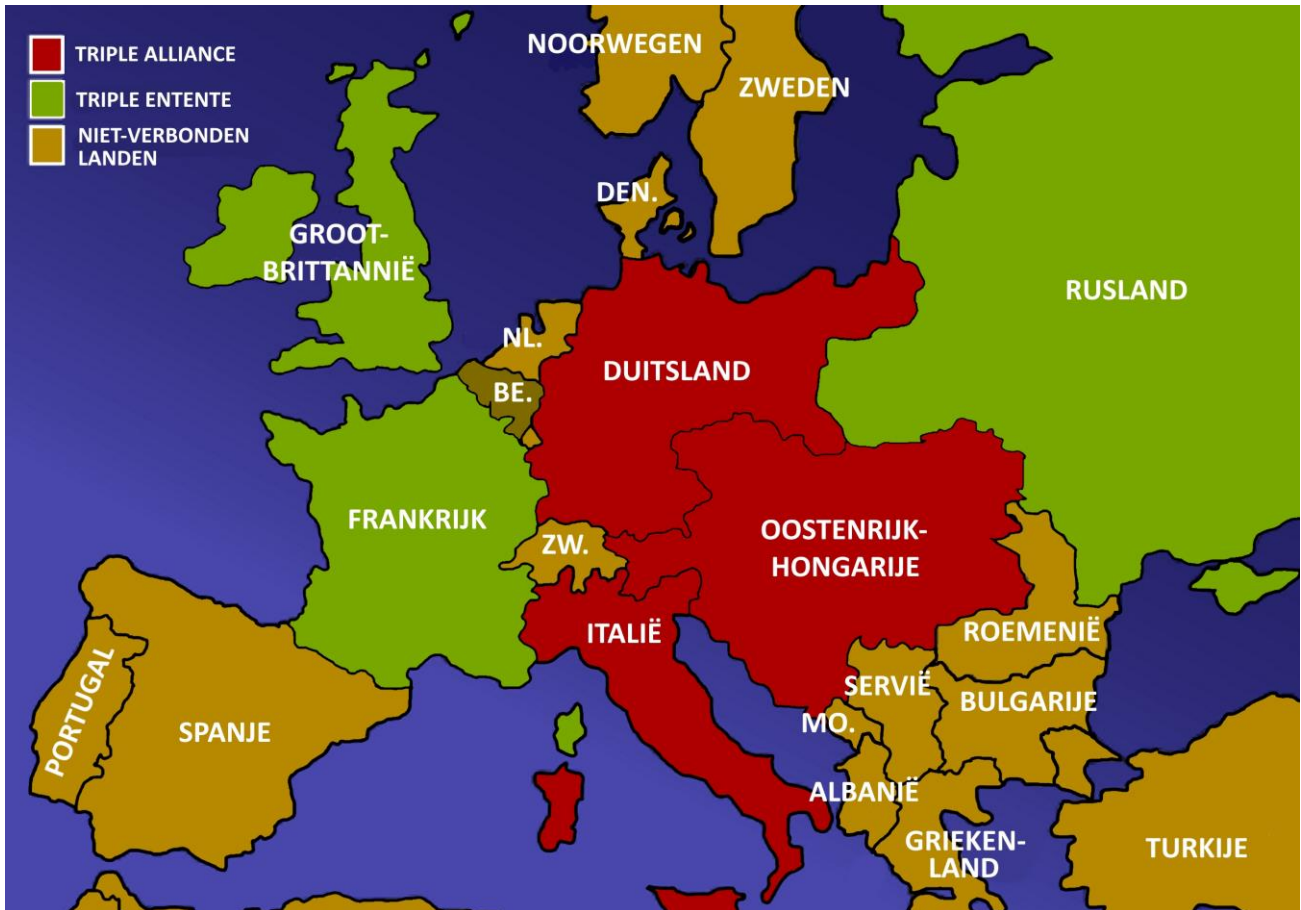 TRIPLE ALLIANCE
TRIPLE ENTENTE
NIET-VERBONDEN
LANDEN
NOORWEGEN
ZWEDEN
DEN.
GROOT-
BRITTANNIË
RUSLAND
NL.
DUITSLAND
BE.
FRANKRIJK
ZW.
OOSTENRIJK-
HONGARIJE
ITALIË
ROEMENIË
SERVIË
BULGARIJE
MO.
PORTUGAL
SPANJE
ALBANIË
GRIEKEN-
LAND
TURKIJE